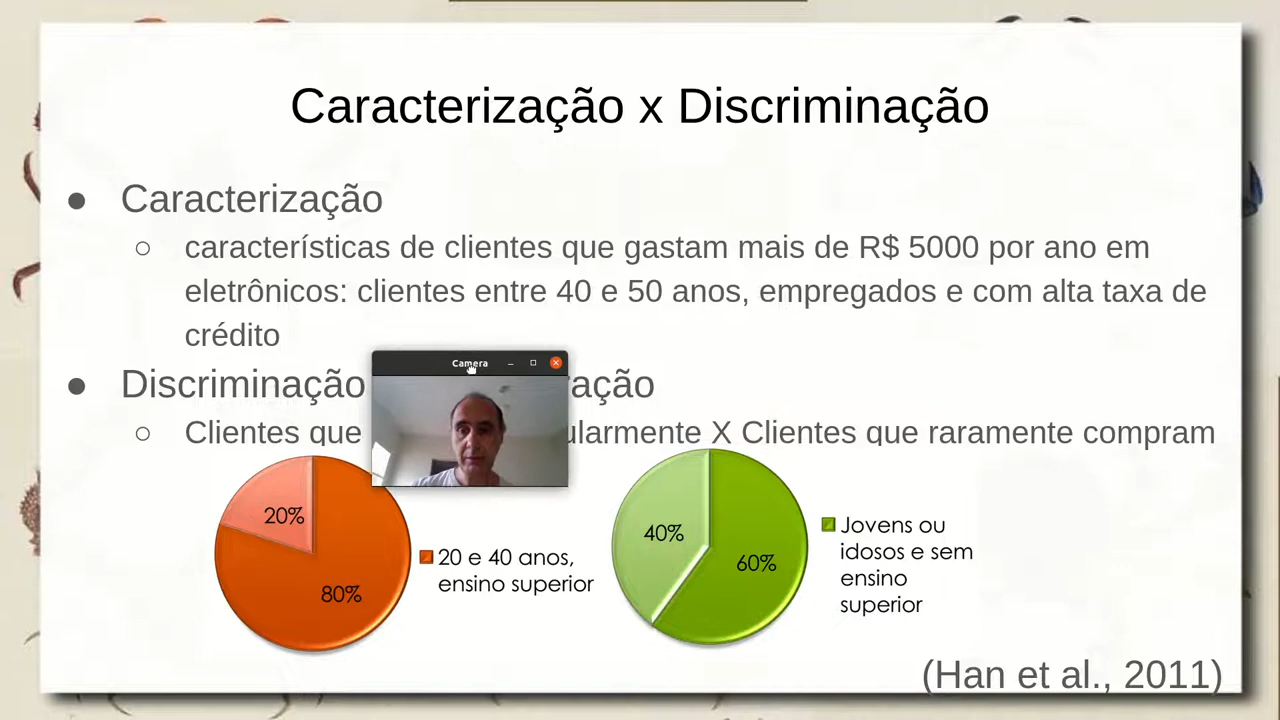 Caracterização x Discriminação
● Caracterização
○ características de clientes que gastam mais de R$ 5000 por ano em
eletrônicos: clientes entre 40 e 50 anos, empregados e com alta taxa de
crédito
Camera
● Discriminação
○ Clientes que X Clientes que raramente compram
20%
80%
20 e 40 anos,
ensino superior
40%
60%
Jovens ou
idosos e sem
ensino
superior
(Han et al., 2011)